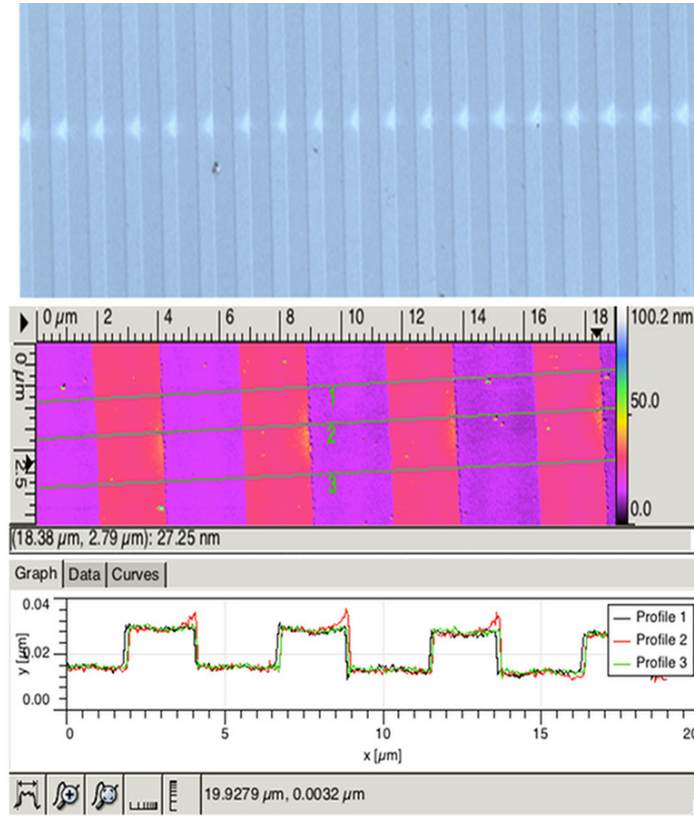 0 µm 2 4 6 8 10 12 14 16 18
100.2 nm
0 µm
1
50.0
2
2.5
3
0.0
(18.38 µm, 2.79 µm): 27.25 nm
Graph Data Curves
0.04
Profile 1
y [µm]
Profile 2
0.02
Profile 3
0.00
0 5 10 15 20
x [µm]
19.9279 µm, 0.0032 µm